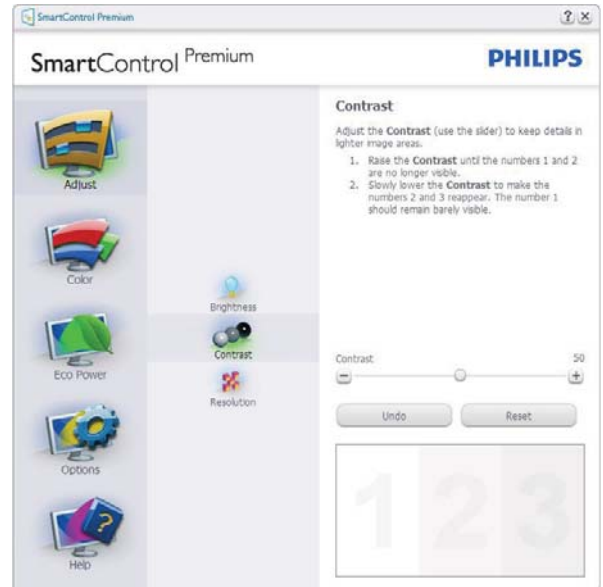 SmartControl Premium
? ×
SmartControl Premium
PHILIPS
Adjust
Color
Eco Power
Options
Help
Brightness
Contrast
Resolution
Contrast
Adjust the Contrast (use the slider) to keep details in
lighter image areas.
1. Raise the Contrast until the numbers 1 and 2
are no longer visible.
2. Slowly lower the Contrast to make the
numbers 2 and 3 reappear. The number 1
should remain barely visible.
Contrast 50
Undo Reset
1 2 3